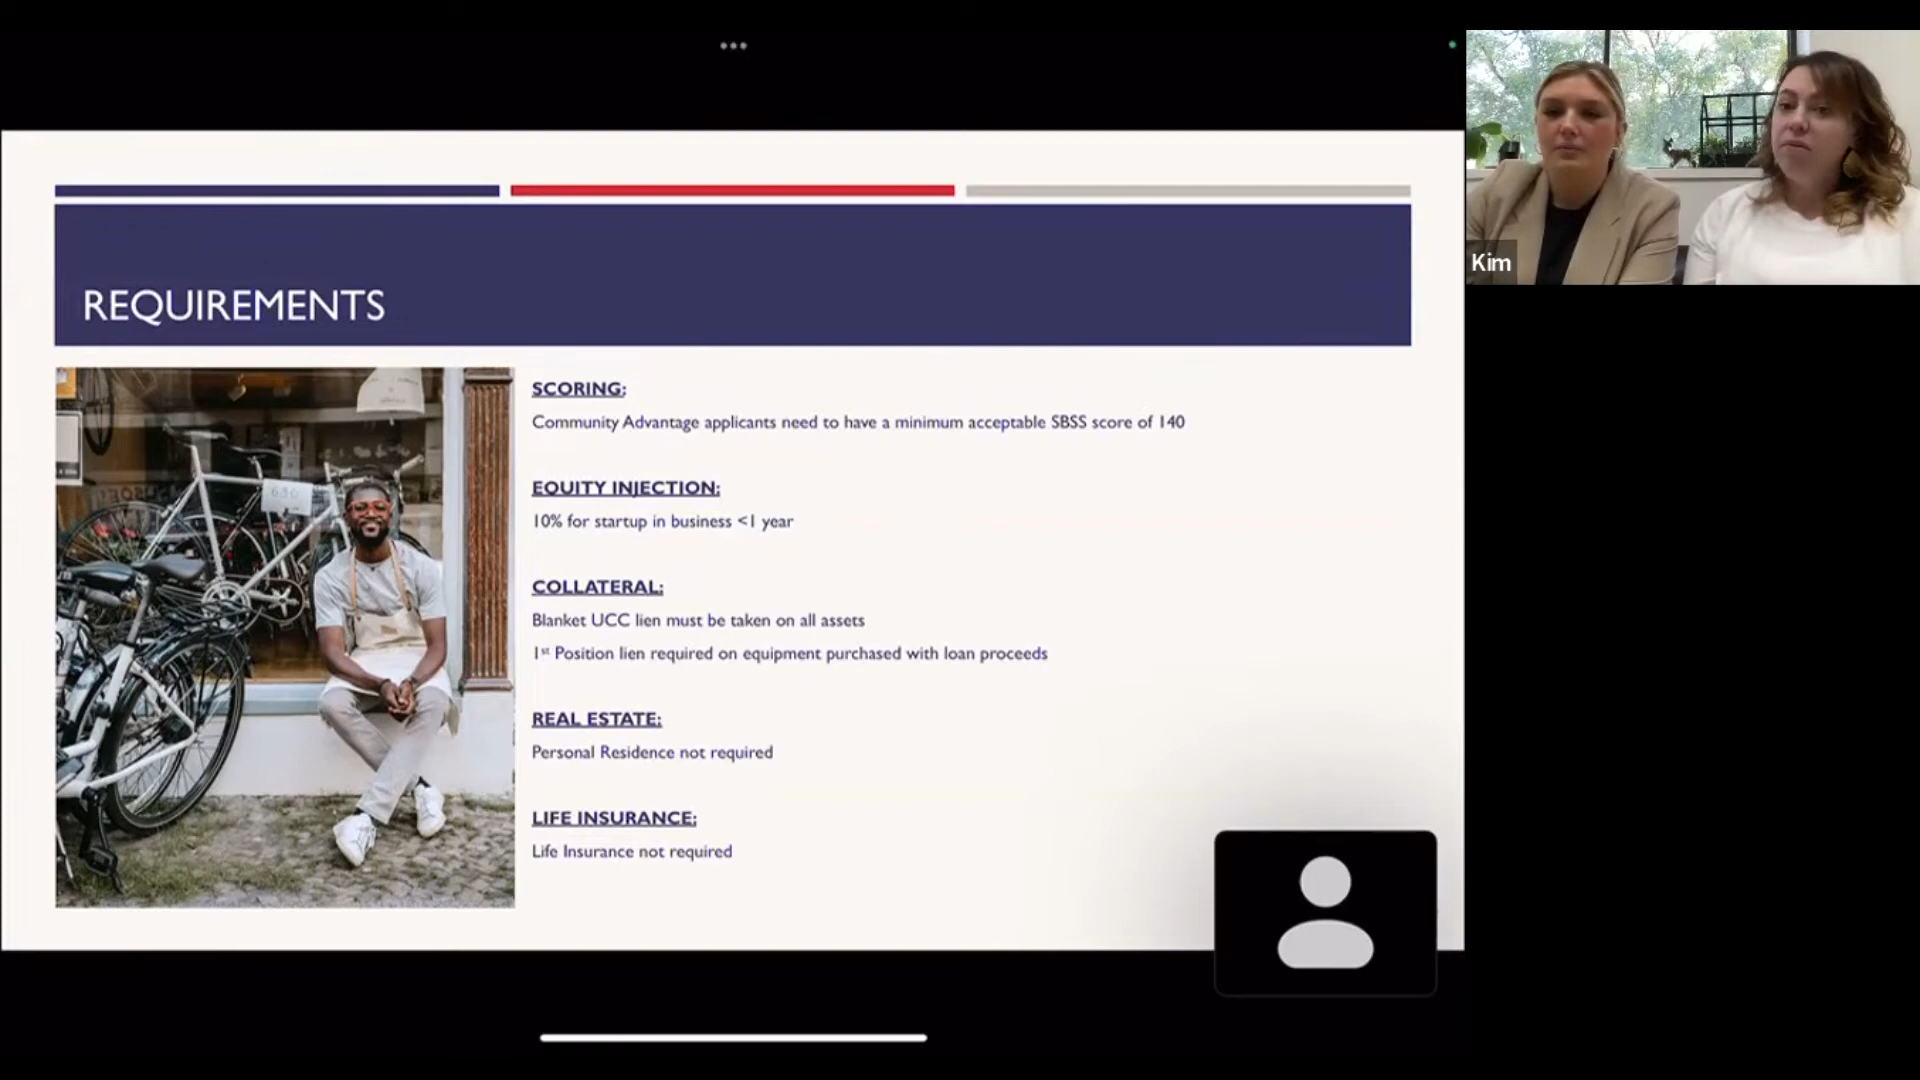 Kim
REQUIREMENTS
SCORING:
Community Advantage applicants need to have a minimum acceptable SBSS score of 140
EQUITY INJECTION:
10% for startup in business <1 year
COLLATERAL:
Blanket UCC lien must be taken on all assets
1st Position lien required on equipment purchased with loan proceeds
REAL ESTATE:
Personal Residence not required
LIFE INSURANCE:
Life Insurance not required